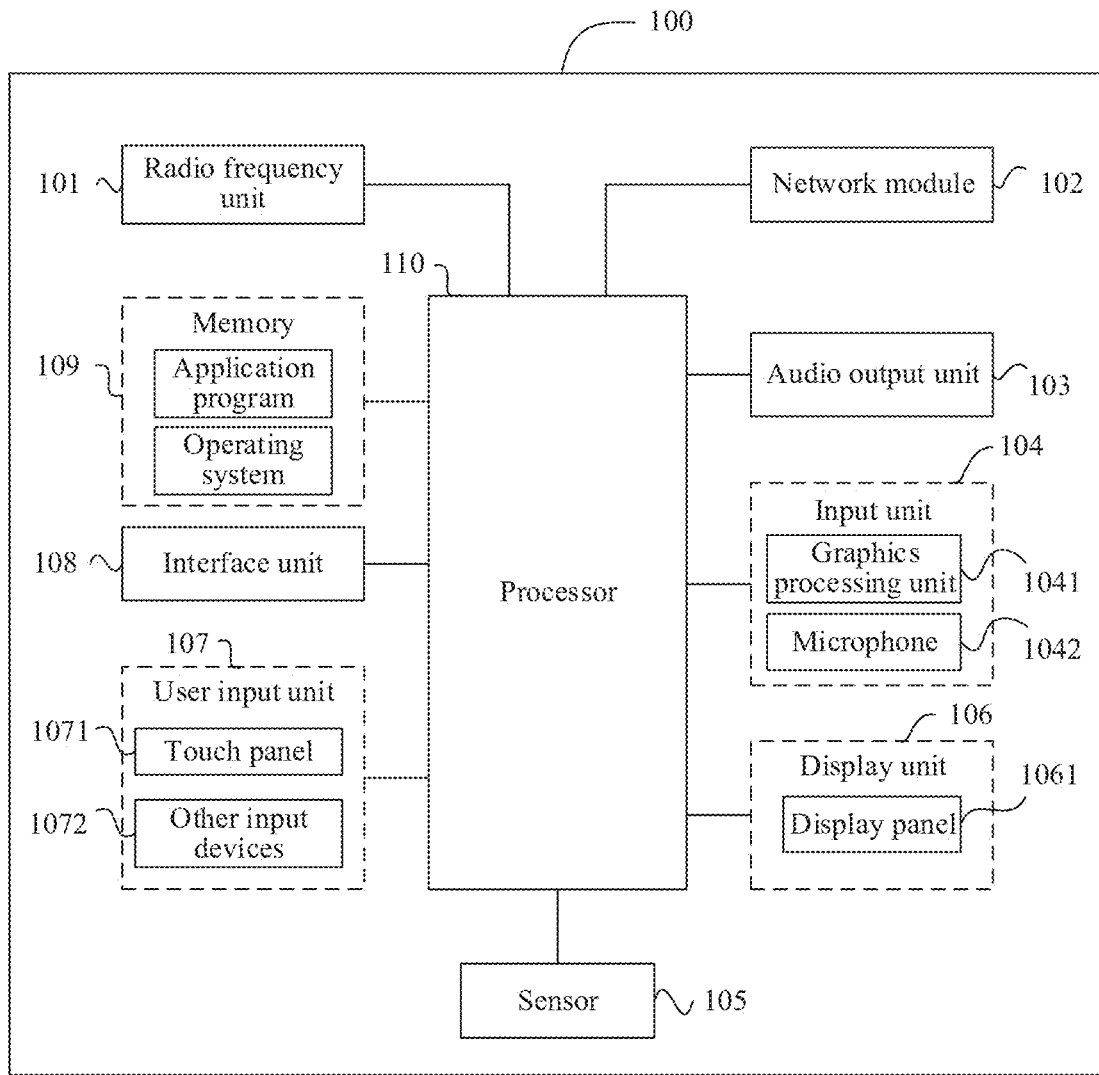 100
101
Radio frequency
unit
Network module
102
110
Memory
109
Application
program
Operating
system
Audio output unit
103
104
Input unit
108
Interface unit
Graphics
processing unit
1041
Processor
Microphone
1042
107
User input unit
1071
Touch panel
1072
Other input
devices
106
Display unit
1061
Display panel
Sensor
105